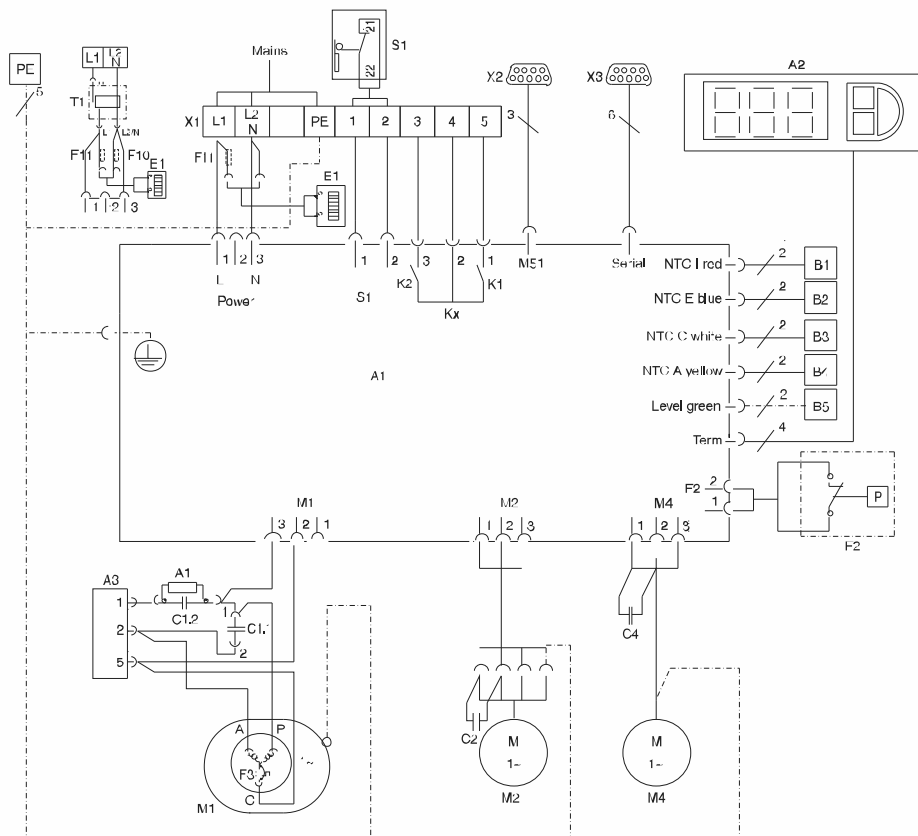 PE
5
L1
L2
N
T1
L
L2/N
F11
F10
E1
1 2 3
Mains
21
22
S1
X1
L1
L2
N
PE
1 2 3 4 5
F11
E1
X2
3
X3
6
A2
1 2 3
L N
Power
1 2
S1
3 2 1
K2 K1
Kx
MS1
Serial
A1
NTC I red 2 B1
NTC E blue 2 B2
NTC C white 2 B3
NTC A yellow 2 B4
Level green 2 B5
Term 4
F2
2
1
P
F2
M1
3 2 1
M2
1 2 3
M4
1 2 3
A3
1
2
5
A1
C1.2
1
C1.1
2
A P
F3
C
1~
M1
C2
M
1~
M2
C4
M
1~
M4